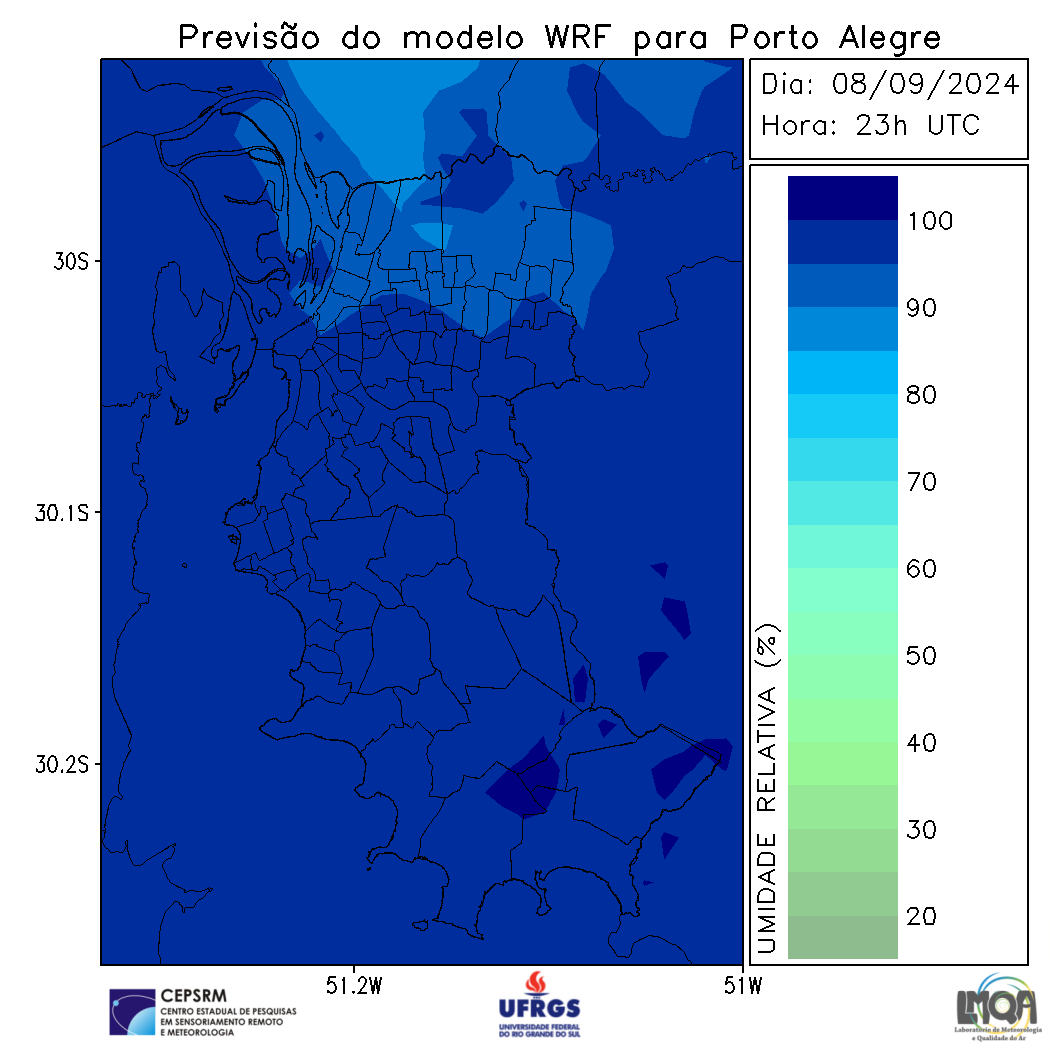 Previsão do modelo WRF para Porto Alegre
Dia: 08/09/2024
Hora: 23h UTC
30S
30.1S
30.2S
51.2W
51W
UMIDADE RELATIVA (%)
100
90
80
70
60
50
40
30
20
CEPSRM
CENTRO ESTADUAL DE PESQUISAS
EM SENSORIAMENTO REMOTO
E METEOROLOGIA
UFRGS
UNIVERSIDADE FEDERAL
DO RIO GRANDE DO SUL
LMQA
Laboratório de Meteorologia
e Qualidade do Ar